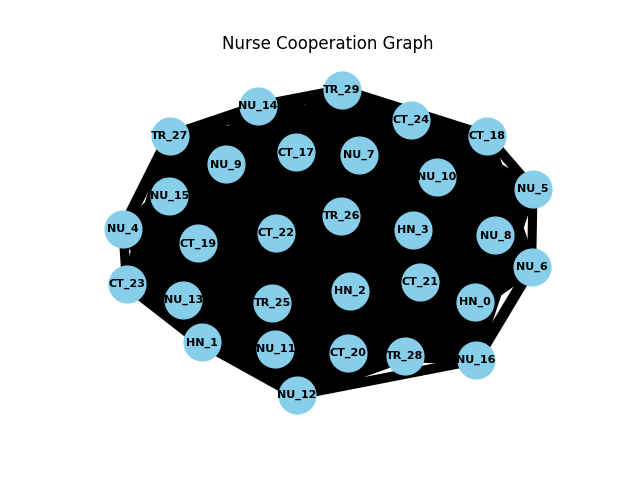 Nurse Cooperation Graph
TR_29
NU_14
CT_24
TR_27
CT_18
CT_17
NU_7
NU_9
NU_10
NU_5
NU_15
TR_26
NU_4
HN_3
CT_22
NU_8
CT_19
NU_6
CT_21
CT_23
HN_2
NU_13
TR_25
HN_0
HN_1
NU_11
CT_20
TR_28
NU_16
NU_12